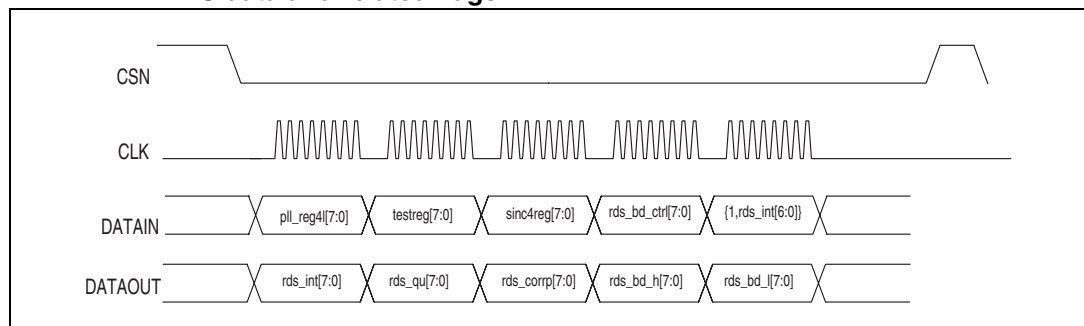 CSN
CLK
DATAIN
pll_reg4l[7:0] testreg[7:0] sinc4reg[7:0] rds_bd_ctrl[7:0] {1,rds_int[6:0]}
DATAOUT
rds_int[7:0] rds_qu[7:0] rds_corrp[7:0] rds_bd_h[7:0] rds_bd_l[7:0]